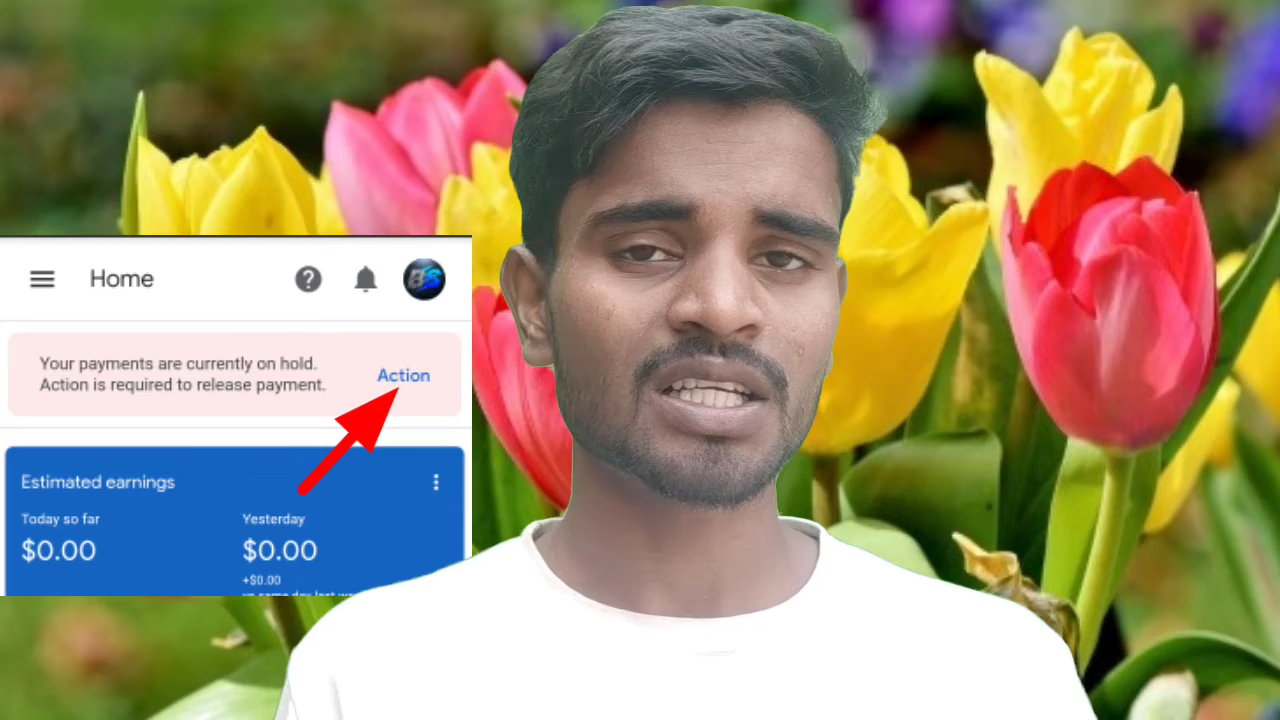 Home
Your payments are currently on hold.
Action is required to release payment.
Action
Estimated earnings
Today so far
Yesterday
$0.00
$0.00
+$0.00